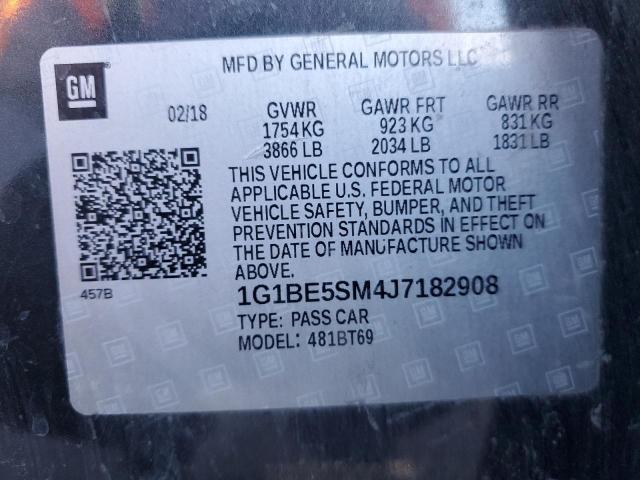 MFD BY GENERAL MOTORS LLC
GM
02/18 GVWR GAWR FRT GAWR RR
1754 KG 923 KG 831 KG
3866 LB 2034 LB 1831 LB
THIS VEHICLE CONFORMS TO ALL
APPLICABLE U.S. FEDERAL MOTOR
VEHICLE SAFETY, BUMPER, AND THEFT
PREVENTION STANDARDS IN EFFECT ON
THE DATE OF MANUFACTURE SHOWN
ABOVE.
457B
1G1BE5SM4J7182908
TYPE: PASS CAR
MODEL: 481BT69